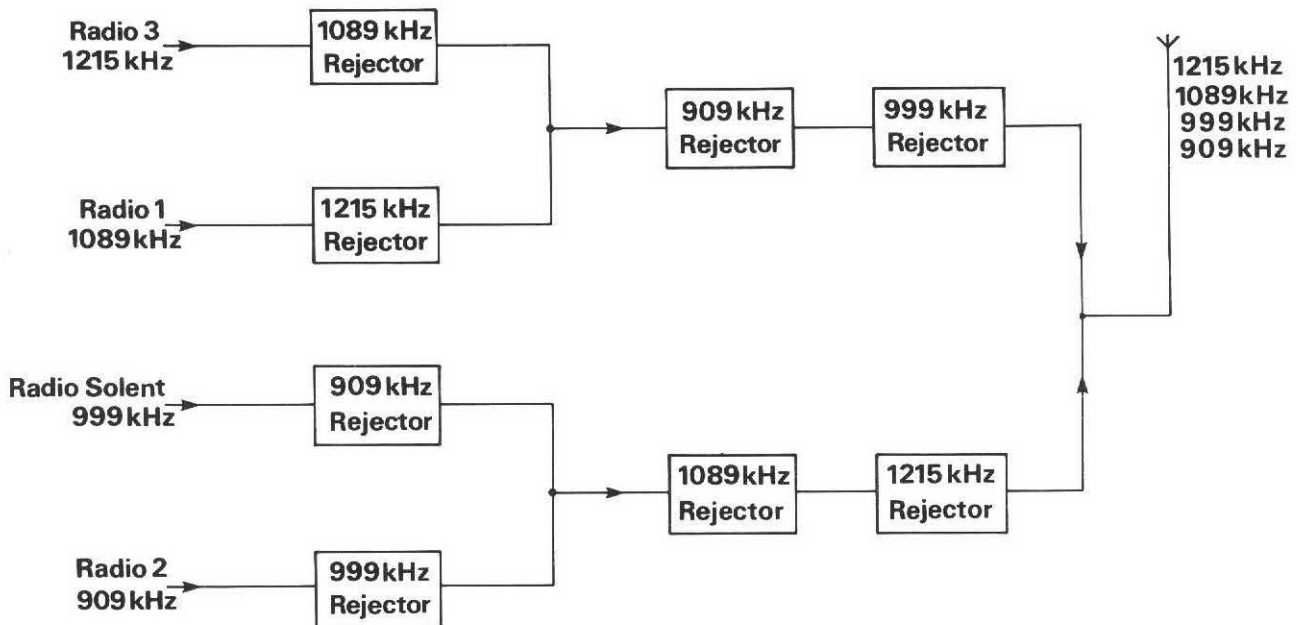 Radio 3
1215 kHz
1089 kHz
Rejector
Radio 1
1089 kHz
1215 kHz
Rejector
909 kHz
Rejector
999 kHz
Rejector
1215 kHz
1089 kHz
999 kHz
909 kHz
Radio Solent
999 kHz
909 kHz
Rejector
Radio 2
909 kHz
999 kHz
Rejector
1089 kHz
Rejector
1215 kHz
Rejector